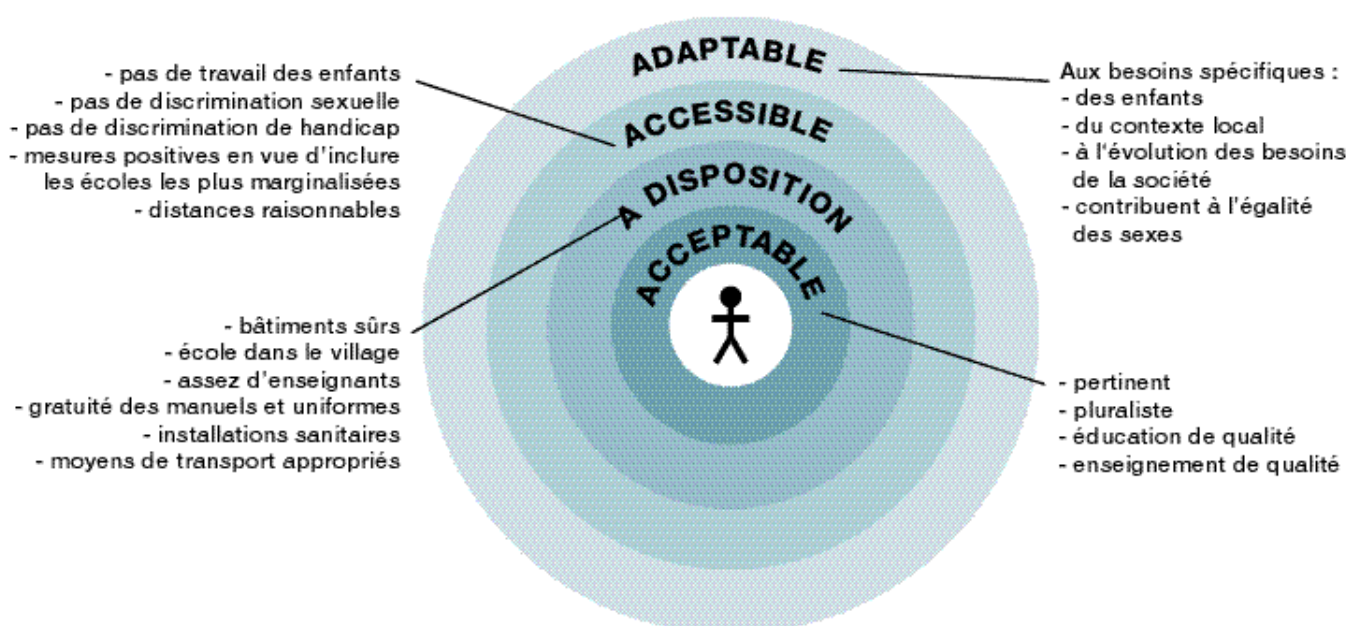 ADAPTABLE
ACCESSIBLE
A DISPOSITION
ACCEPTABLE
- pas de travail des enfants
- pas de discrimination sexuelle
- pas de discrimination de handicap
- mesures positives en vue d'inclure
les écoles les plus marginalisées
- distances raisonnables
- bâtiments sûrs
- école dans le village
- assez d'enseignants
- gratuité des manuels et uniformes
- installations sanitaires
- moyens de transport appropriés
Aux besoins spécifiques :
- des enfants
- du contexte local
- à l'évolution des besoins
de la société
- contribuent à l'égalité
des sexes
- pertinent
- pluraliste
- éducation de qualité
- enseignement de qualité